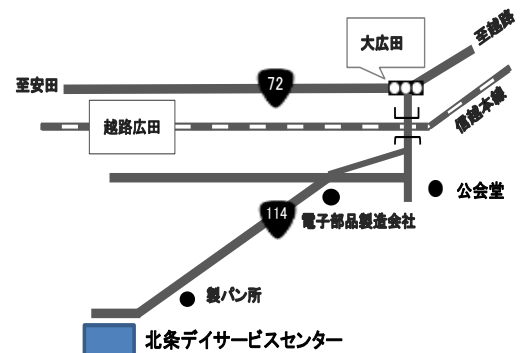 大広田
至越路
至安田
72
越路広田
信越本線
公会堂
電子部品製造会社
114
製パン所
北条デイサービスセンター